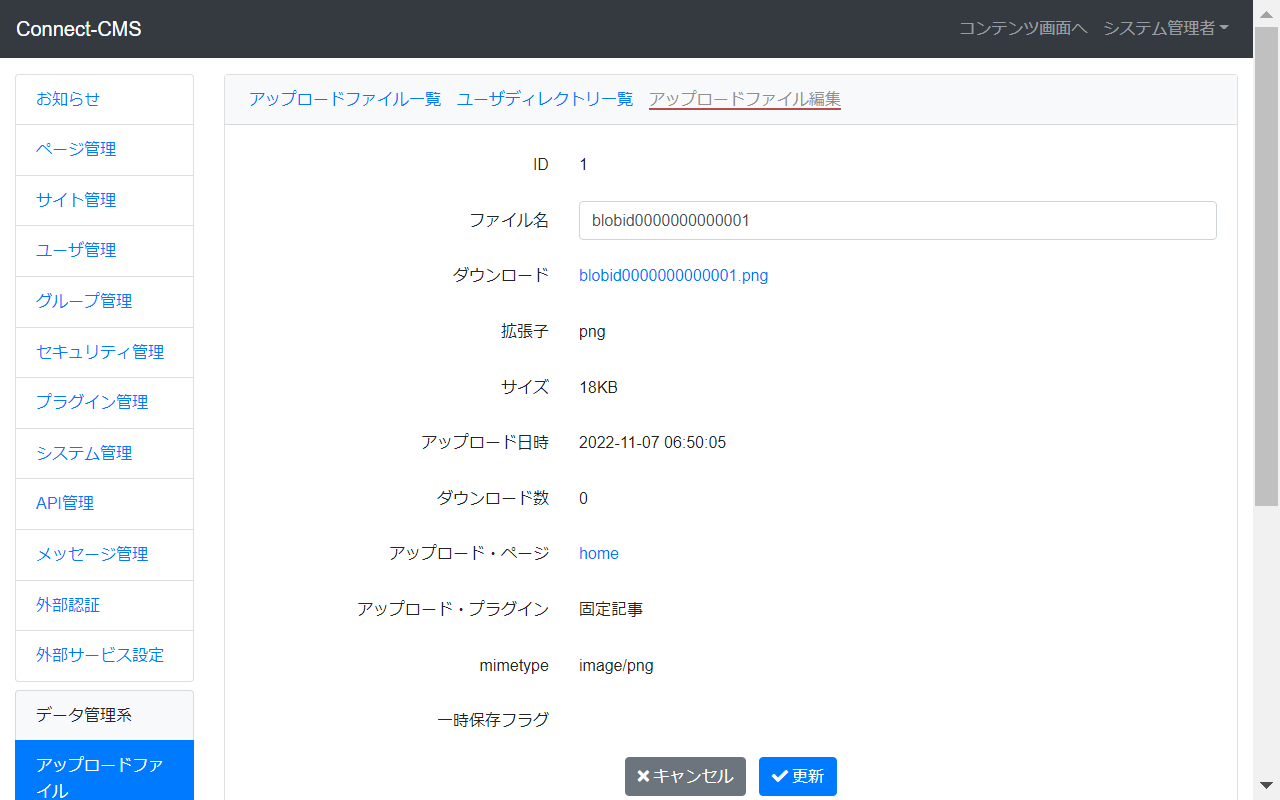 Connect-CMS
コンテンツ画面へ システム管理者
お知らせ
ページ管理
サイト管理
ユーザ管理
グループ管理
セキュリティ管理
プラグイン管理
システム管理
API管理
メッセージ管理
外部認証
外部サービス設定
データ管理系
アップロードファ
イル
アップロードファイル一覧 ユーザディレクトリ一覧 アップロードファイル編集
ID 1
ファイル名 blobid0000000000001
ダウンロード blobid0000000000001.png
拡張子 png
サイズ 18KB
アップロード日時 2022-11-07 06:50:05
ダウンロード数 0
アップロード・ページ home
アップロード・プラグイン 固定記事
mimetype image/png
一時保存フラグ
キャンセル 更新